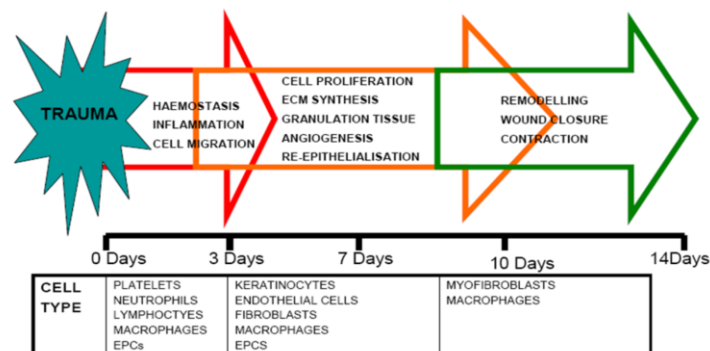 TRAUMA
HAEMOSTASIS
INFLAMMATION
CELL MIGRATION
CELL PROLIFERATION
ECM SYNTHESIS
GRANULATION TISSUE
ANGIOGENESIS
RE-EPITHELIALISATION
REMODELLING
WOUND CLOSURE
CONTRACTION
0 Days
3 Days
7 Days
10 Days
14Days
CELL
TYPE
PLATELETS
NEUTROPHILS
LYMPHOCTYES
MACROPHAGES
EPCs
KERATINOCYTES
ENDOTHELIAL CELLS
FIBROBLASTS
MACROPHAGES
EPCS
MYOFIBROBLASTS
MACROPHAGES